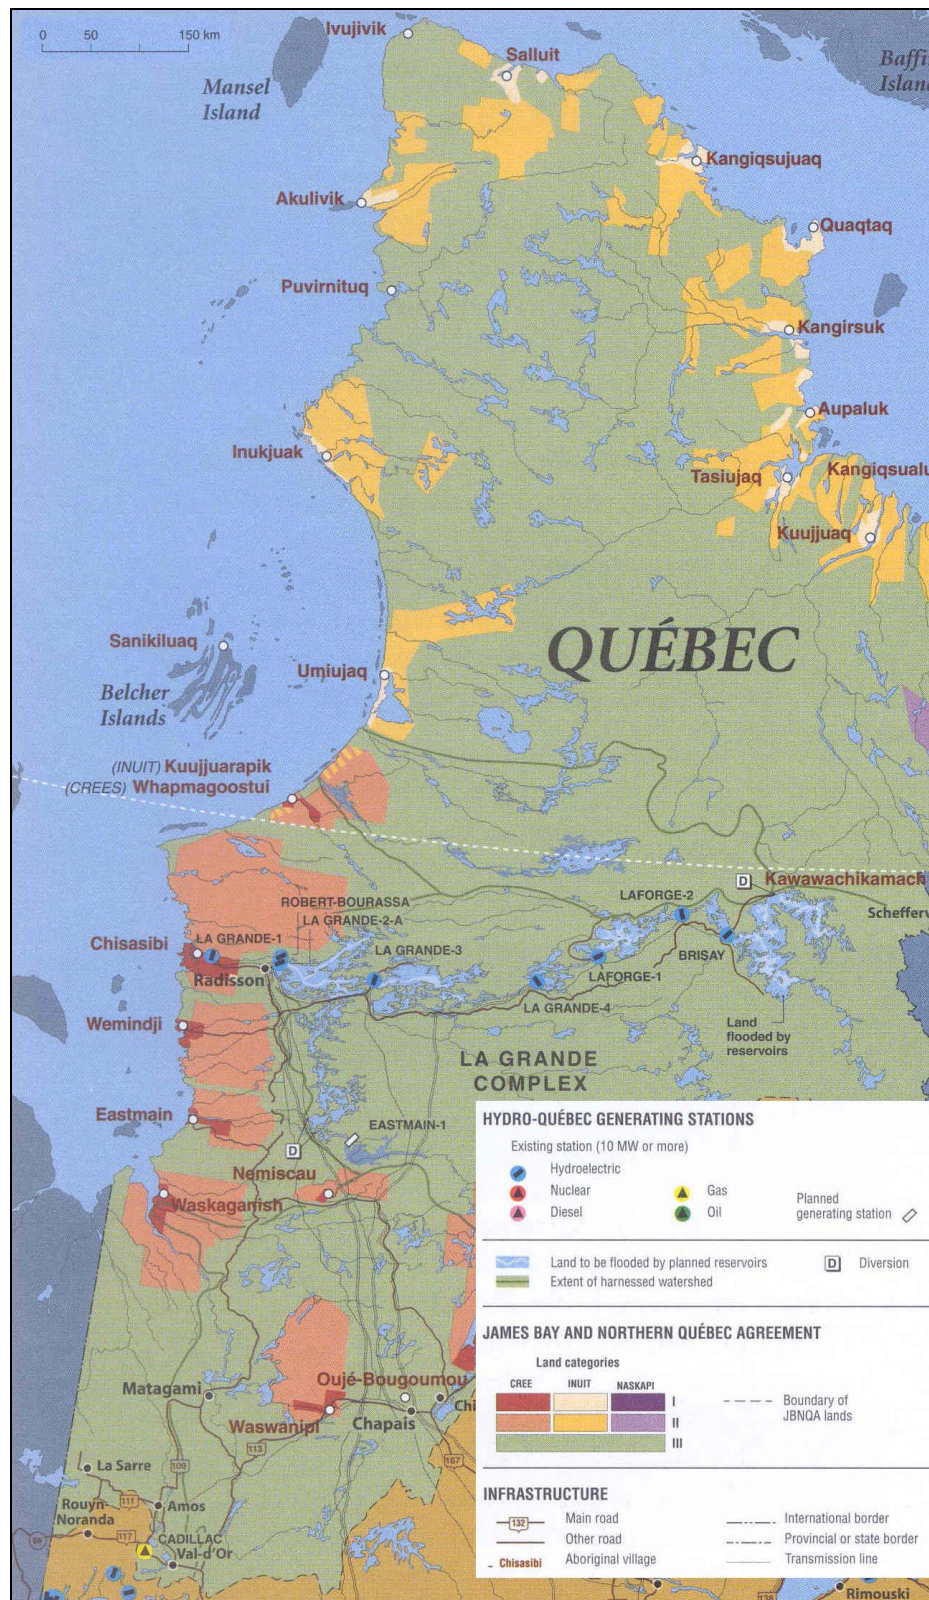 0 50 150 km
Ivujivik
Salluit
Mansel
Island
Akulivik
Kangiqsujuaq
Quaqtaq
Puvirnituq
Kangirsuk
Aupaluk
Inukjuak
Tasiujaq
Kuujjuaq
QUÉBEC
Sanikiluaq
Belcher
Islands
Umiujaq
(INUIT) Kuujjuarapik
(CREES) Whapmagoostui
D
Kawawachikamach
ROBERT-BOURASSA
LA GRANDE-2-A
LAFORGE-2
Chisasibi
LA GRANDE-1
LA GRANDE-3
BRISAY
Radisson
LAFORGE-1
LA GRANDE-4
Wemindji
Land
flooded by
reservoirs
LA GRANDE
COMPLEX
Eastmain
EASTMAIN-1
D
Nemiscau
Waskaganish
Oujé-Bougoumou
Matagami
Chapais
Waswanipi
113
167
La Sarre
109
111
Amos
Rouyn-
Noranda
117
CADILLAC
Val-d'Or
138
Rimouski
HYDRO-QUÉBEC GENERATING STATIONS
Existing station (10 MW or more)
Hydroelectric
Nuclear
Gas
Diesel
Oil
Planned
generating station
Land to be flooded by planned reservoirs
D Diversion
Extent of harnessed watershed
JAMES BAY AND NORTHERN QUÉBEC AGREEMENT
Land categories
CREE INUIT NASKAPI
I
II
III
Boundary of
JBNQA lands
INFRASTRUCTURE
132 Main road
Other road
Chisasibi Aboriginal village
International border
Provincial or state border
Transmission line